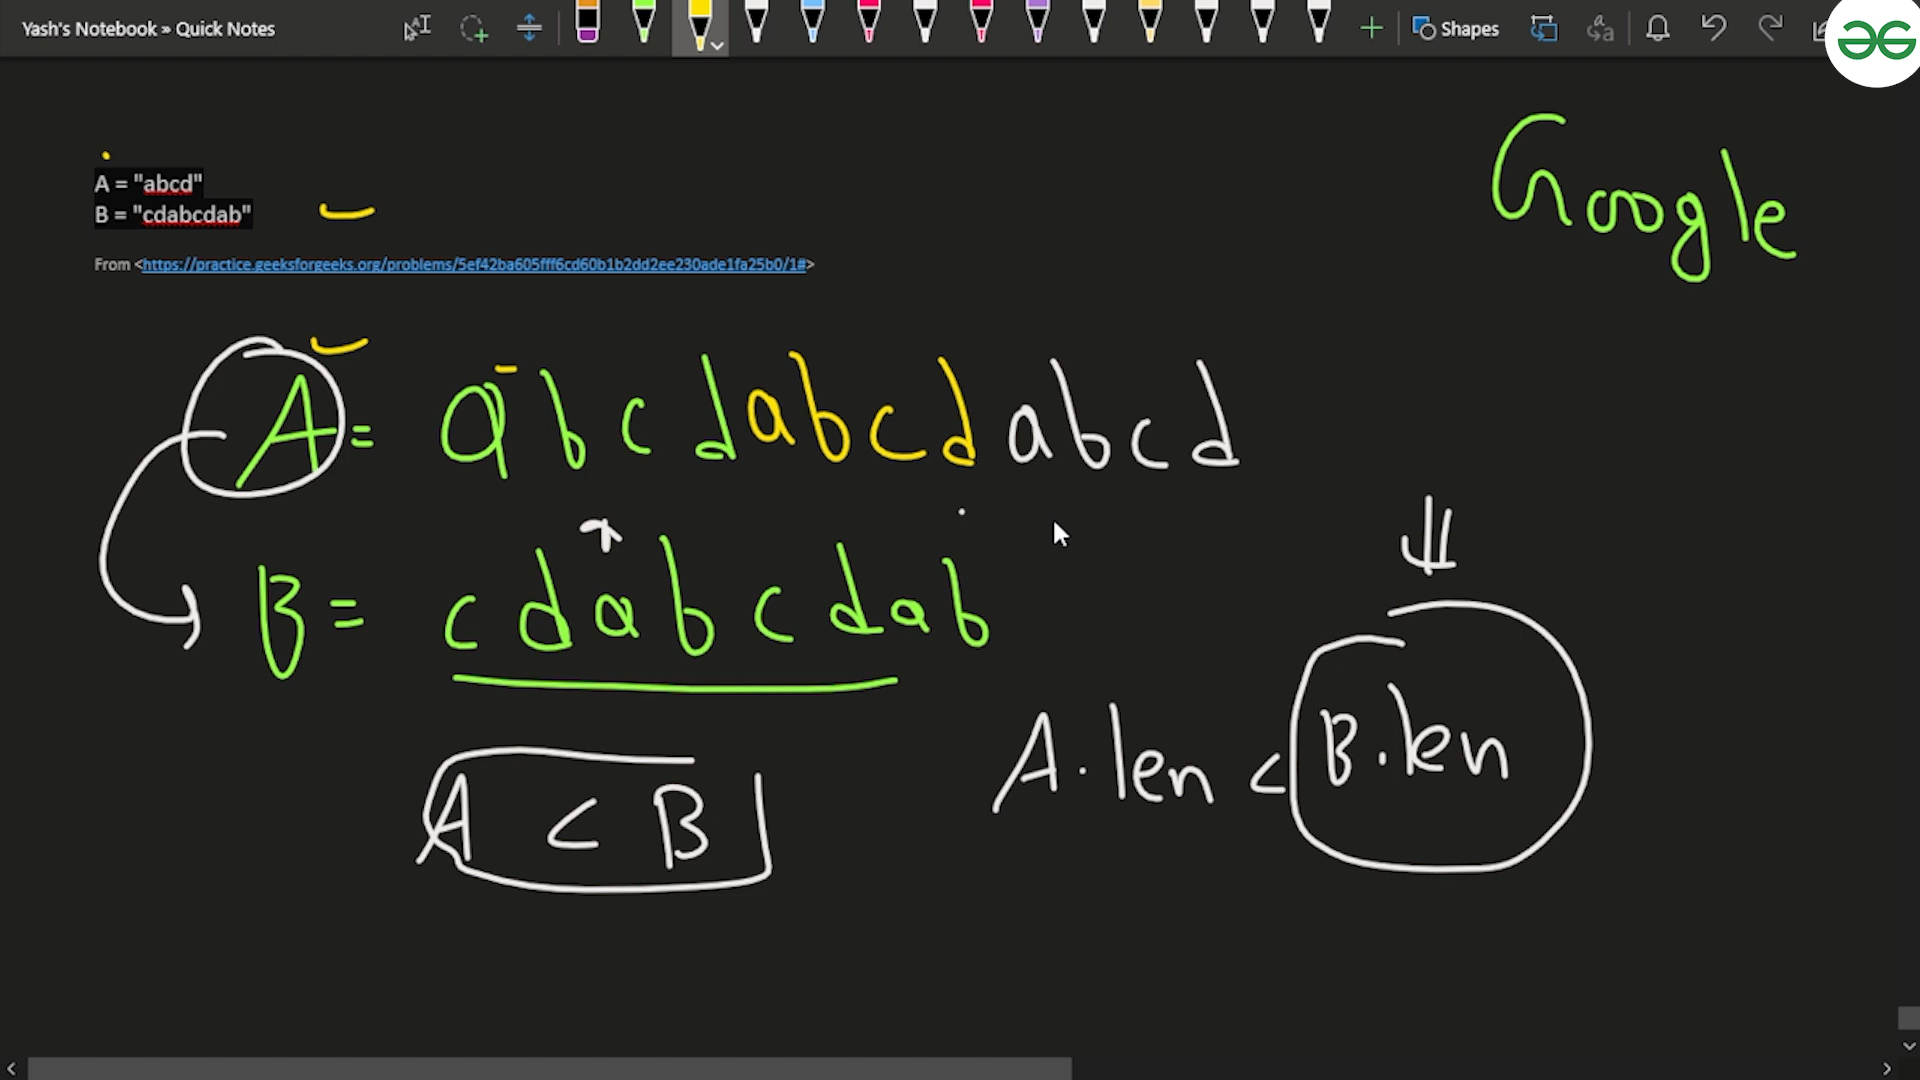 Yash's Notebook » Quick Notes
Shapes
A = "abcd"
B = "cdabcdab"
From <https://practice.geeksforgeeks.org/problems/5ef42ba605fff6cd60b1b2dd2ee230ade1fa25b0/1#>
Google
A = abcdabcdabcd
B = cdabcdab
A.len < B.len
A < B